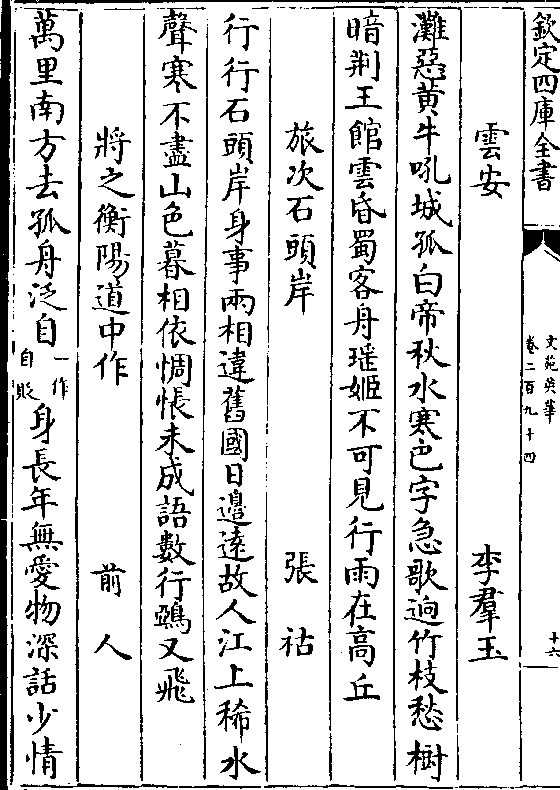 欽定四庫全書
文苑英華
卷二百九十四
十六
雲安 李羣玉
灘惡黃牛吼城孤白帝秋水寒巴字急歌逈竹枝愁樹
暗荆王館雲昏蜀客舟瑤姬不可見行雨在高丘
旅次石頭岸 張祜
行行石頭岸身事兩相違舊國日邉遠故人江上稀水
聲寒不盡山色暮相依惆悵未成語數行鵶又飛
將之衡陽道中作 前人
萬里南方去孤舟泛自一作自貶身長年無愛物深話少情